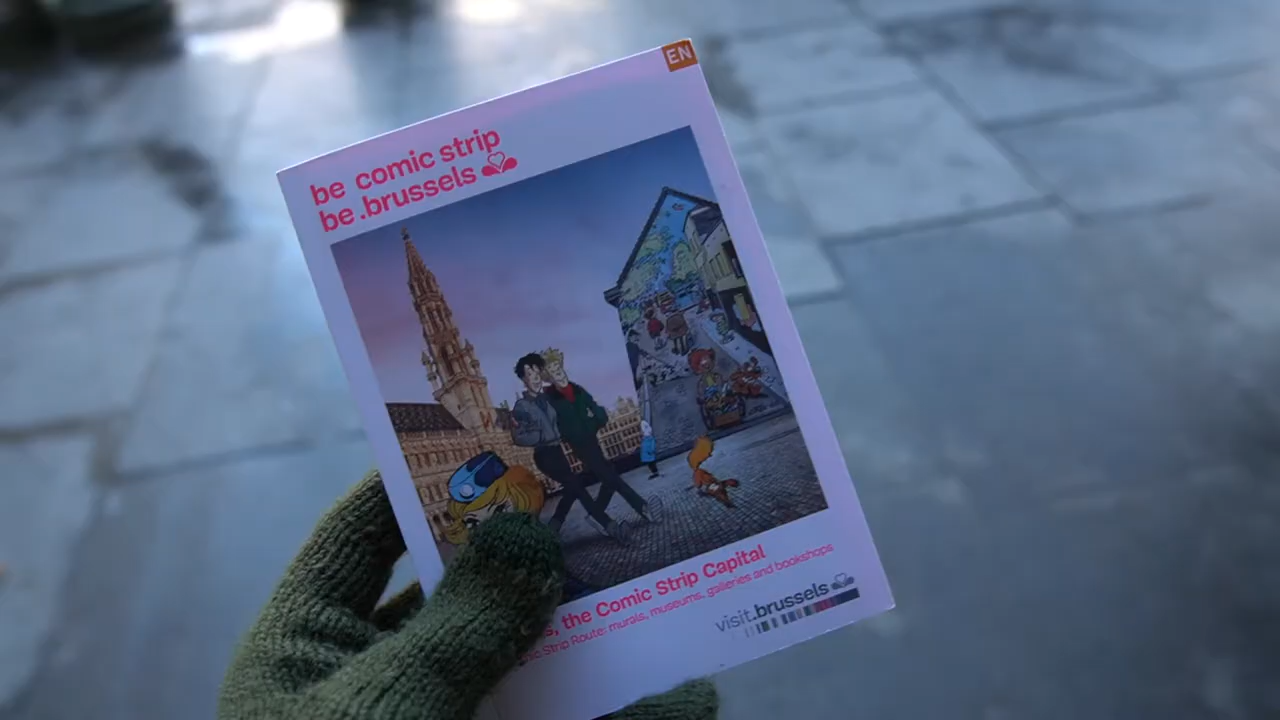 EN
be comic strip
be .brussels
the Comic Strip Capital
Strip Route: murals, museums, galleries and bookshops
visit.brussels